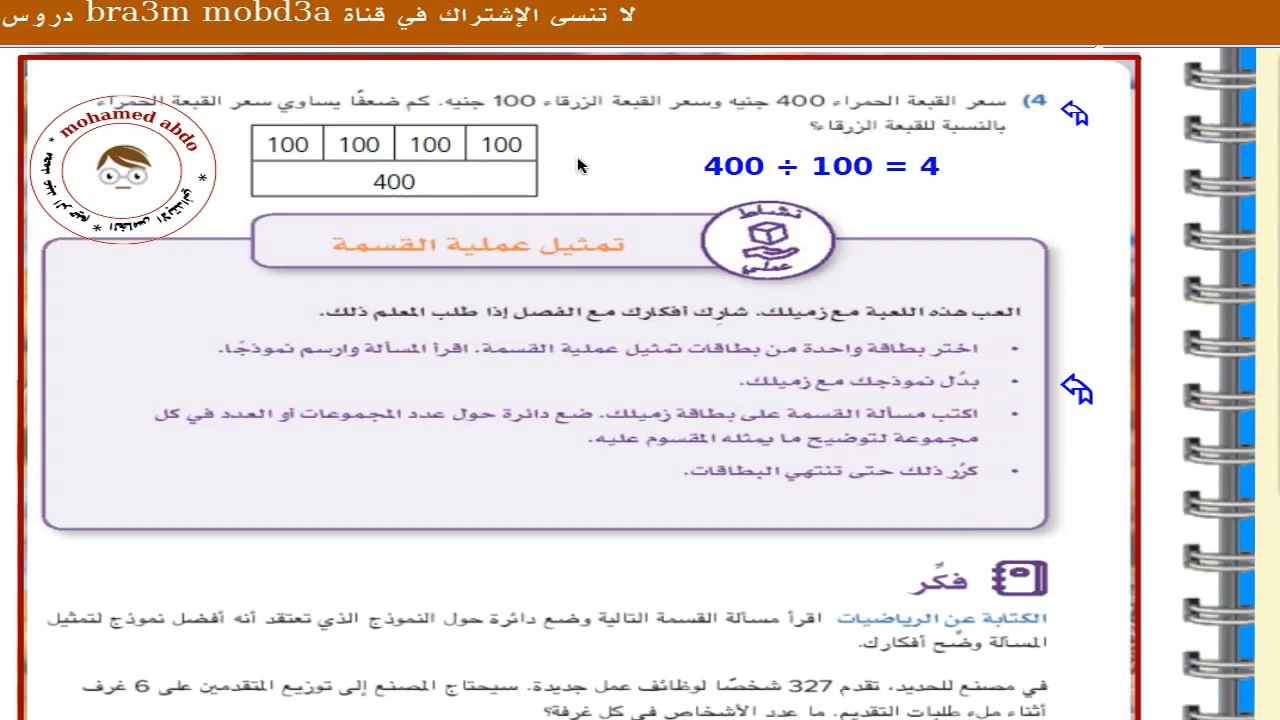 لا تنسى الإشتراك في قناة bra3m mobd3a دروس
4) سعر القبعة الحمراء 400 جنيه وسعر القبعة الزرقاء 100 جنيه. كم ضعفًا يساوي سعر القبعة الحمراء
بالنسبة للقبعة الزرقاء؟
100 100 100 100
400
400 ÷ 100 = 4
mohamed abdo
نشاط
عملي
تمثيل عملية القسمة
العب هذه اللعبة مع زميلك. شارِك أفكارك مع الفصل إذا طلب المعلم ذلك.
• اختر بطاقة واحدة من بطاقات تمثيل عملية القسمة. اقرأ المسألة وارسم نموذجًا.
• بدِّل نموذجك مع زميلك.
• اكتب مسألة القسمة على بطاقة زميلك. ضع دائرة حول عدد المجموعات أو العدد في كل
مجموعة لتوضيح ما يمثله المقسوم عليه.
• كرِّر ذلك حتى تنتهي البطاقات.
فكِّر
الكتابة عن الرياضيات اقرأ مسألة القسمة التالية وضع دائرة حول النموذج الذي تعتقد أنه أفضل نموذج لتمثيل
المسألة وضِّح أفكارك.
في مصنع للحديد، تقدم 327 شخصًا لوظائف عمل جديدة. سيحتاج المصنع إلى توزيع المتقدمين على 6 غرف
أثناء ملء طلبات التقديم. ما عدد الأشخاص في كل غرفة؟